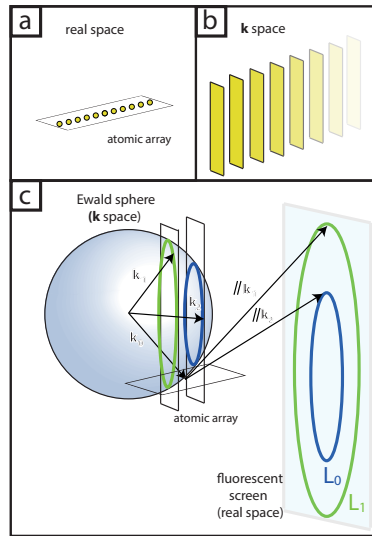 a
real space
atomic array
b
k space
c
Ewald sphere
(k space)
atomic array
fluorescent
screen
(real space)
L0
L1